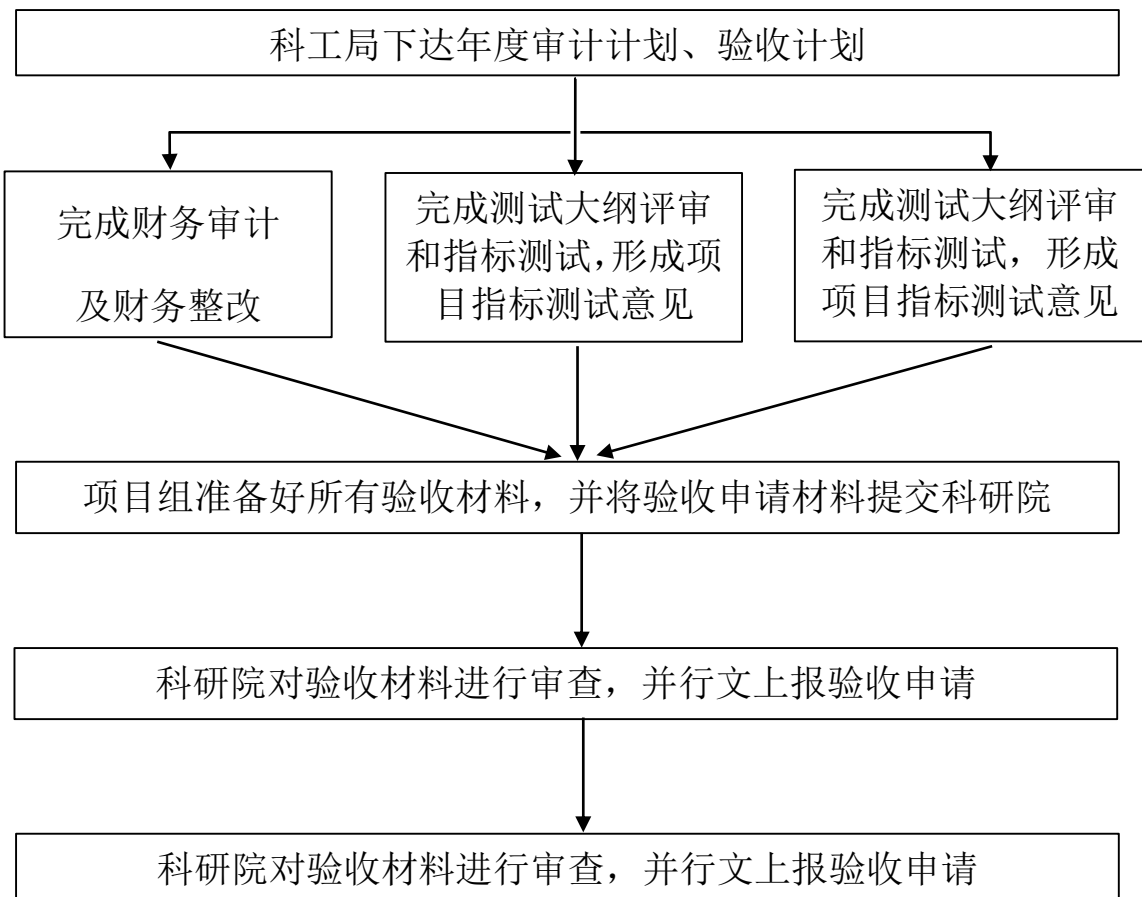 科工局下达年度审计计划、验收计划
完成财务审计
及财务整改
完成测试大纲评审
和指标测试,形成项
目指标测试意见
完成测试大纲评审
和指标测试，形成
项目指标测试意见
项目组准备好所有验收材料，并将验收申请材料提交科研院
科研院对验收材料进行审查，并行文上报验收申请
科研院对验收材料进行审查，并行文上报验收申请